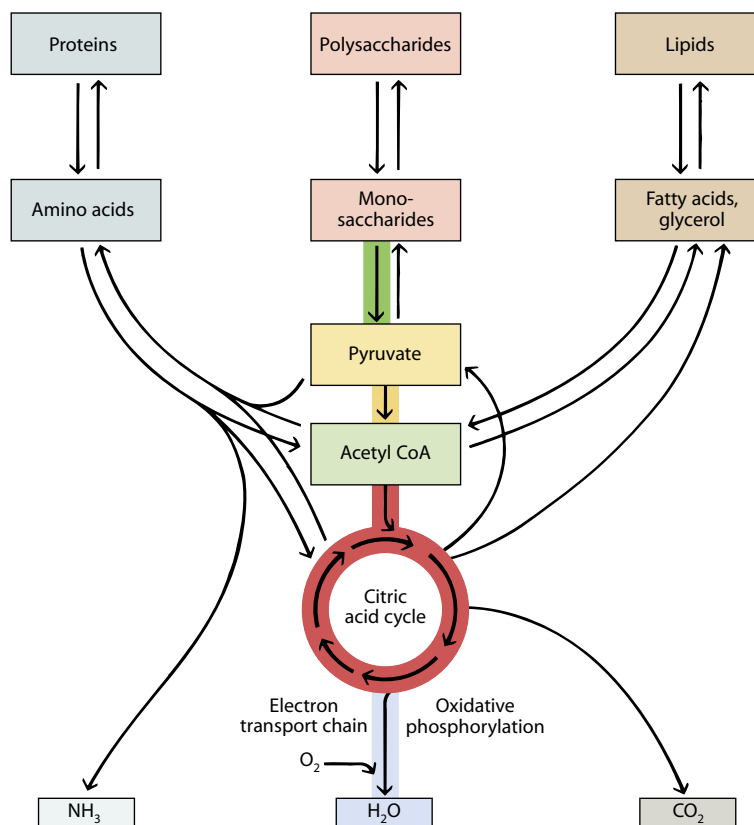 Proteins
Polysaccharides
Lipids
Amino acids
Mono-
saccharides
Fatty acids,
glycerol
Pyruvate
Acetyl CoA
Citric
acid cycle
Electron
transport chain
Oxidative
phosphorylation
O₂
NH₃
H₂O
CO₂